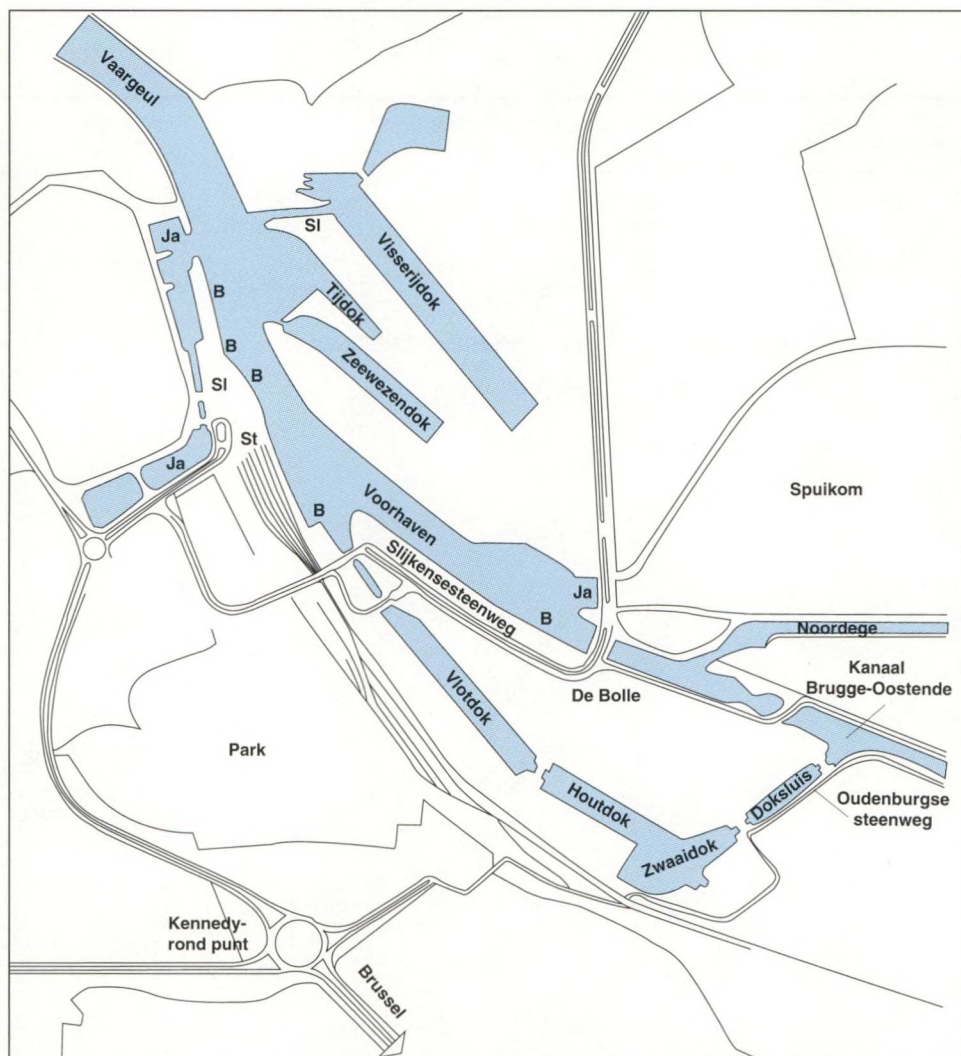 Vaargeul
Ja
Sl
Visserijdok
B
Tijdok
B
B
Zeewezendok
Sl
St
Ja
Spuikom
B
Voorhaven
Slijkensesteenweg
Ja
B
Noordege
Kanaal
Brugge-Oostende
De Bolle
Vlotdok
Park
Houtdok
Doksluis
Oudenburgse
steenweg
Zwaaidok
Kennedy-
rond punt
Brussel